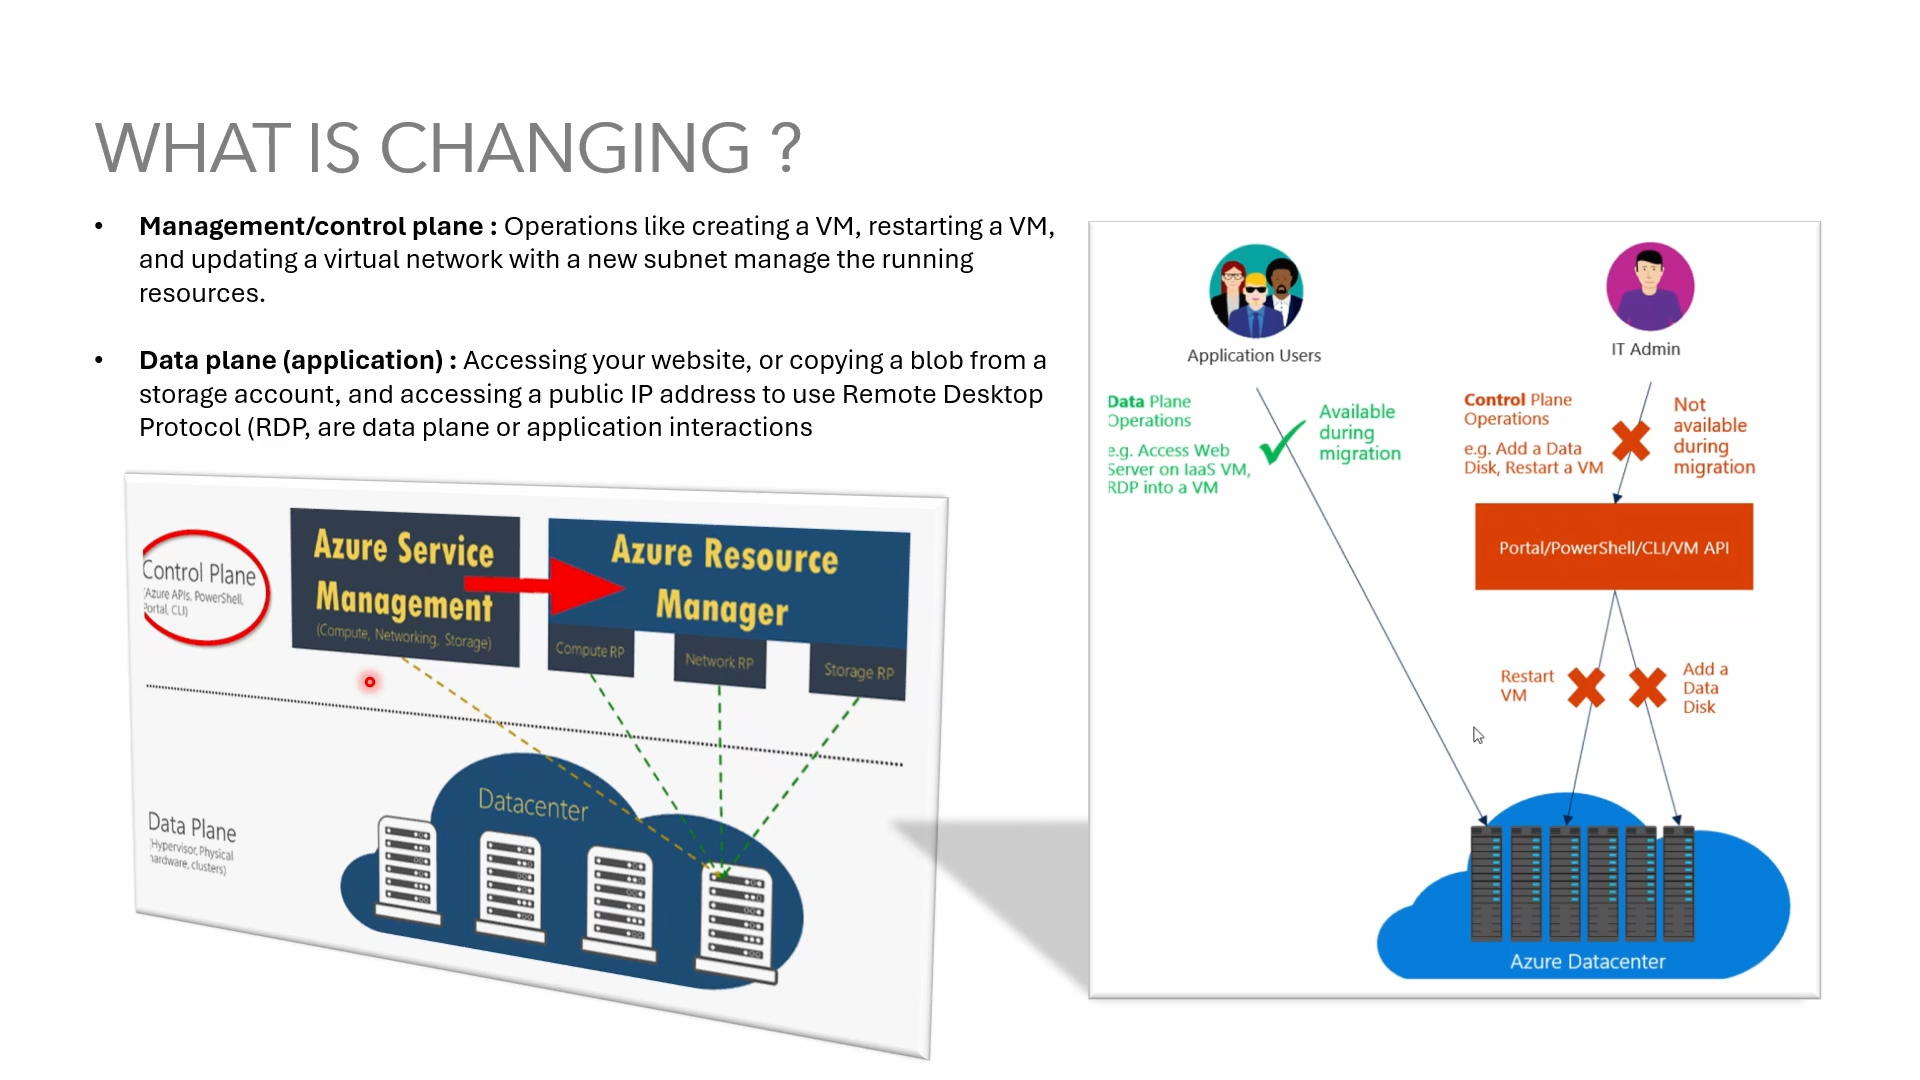 WHAT IS CHANGING ?
• Management/control plane : Operations like creating a VM, restarting a VM,
and updating a virtual network with a new subnet manage the running
resources.
• Data plane (application) : Accessing your website, or copying a blob from a
storage account, and accessing a public IP address to use Remote Desktop
Protocol (RDP, are data plane or application interactions
Control Plane
(Azure APIs, PowerShell,
Portal, CLI)
Azure Service
Management
(Compute, Networking, Storage)
Azure Resource
Manager
Compute RP
Network RP
Storage RP
Datacenter
Data Plane
(Hypervisor, Physical
hardware, clusters)
Application Users
IT Admin
Data Plane
Operations
e.g. Access Web
Server on IaaS VM,
RDP into a VM
Available
during
migration
Control Plane
Operations
e.g. Add a Data
Disk, Restart a VM
Not
available
during
migration
Portal/PowerShell/CLI/VM API
Restart
VM
Add a
Data
Disk
Azure Datacenter